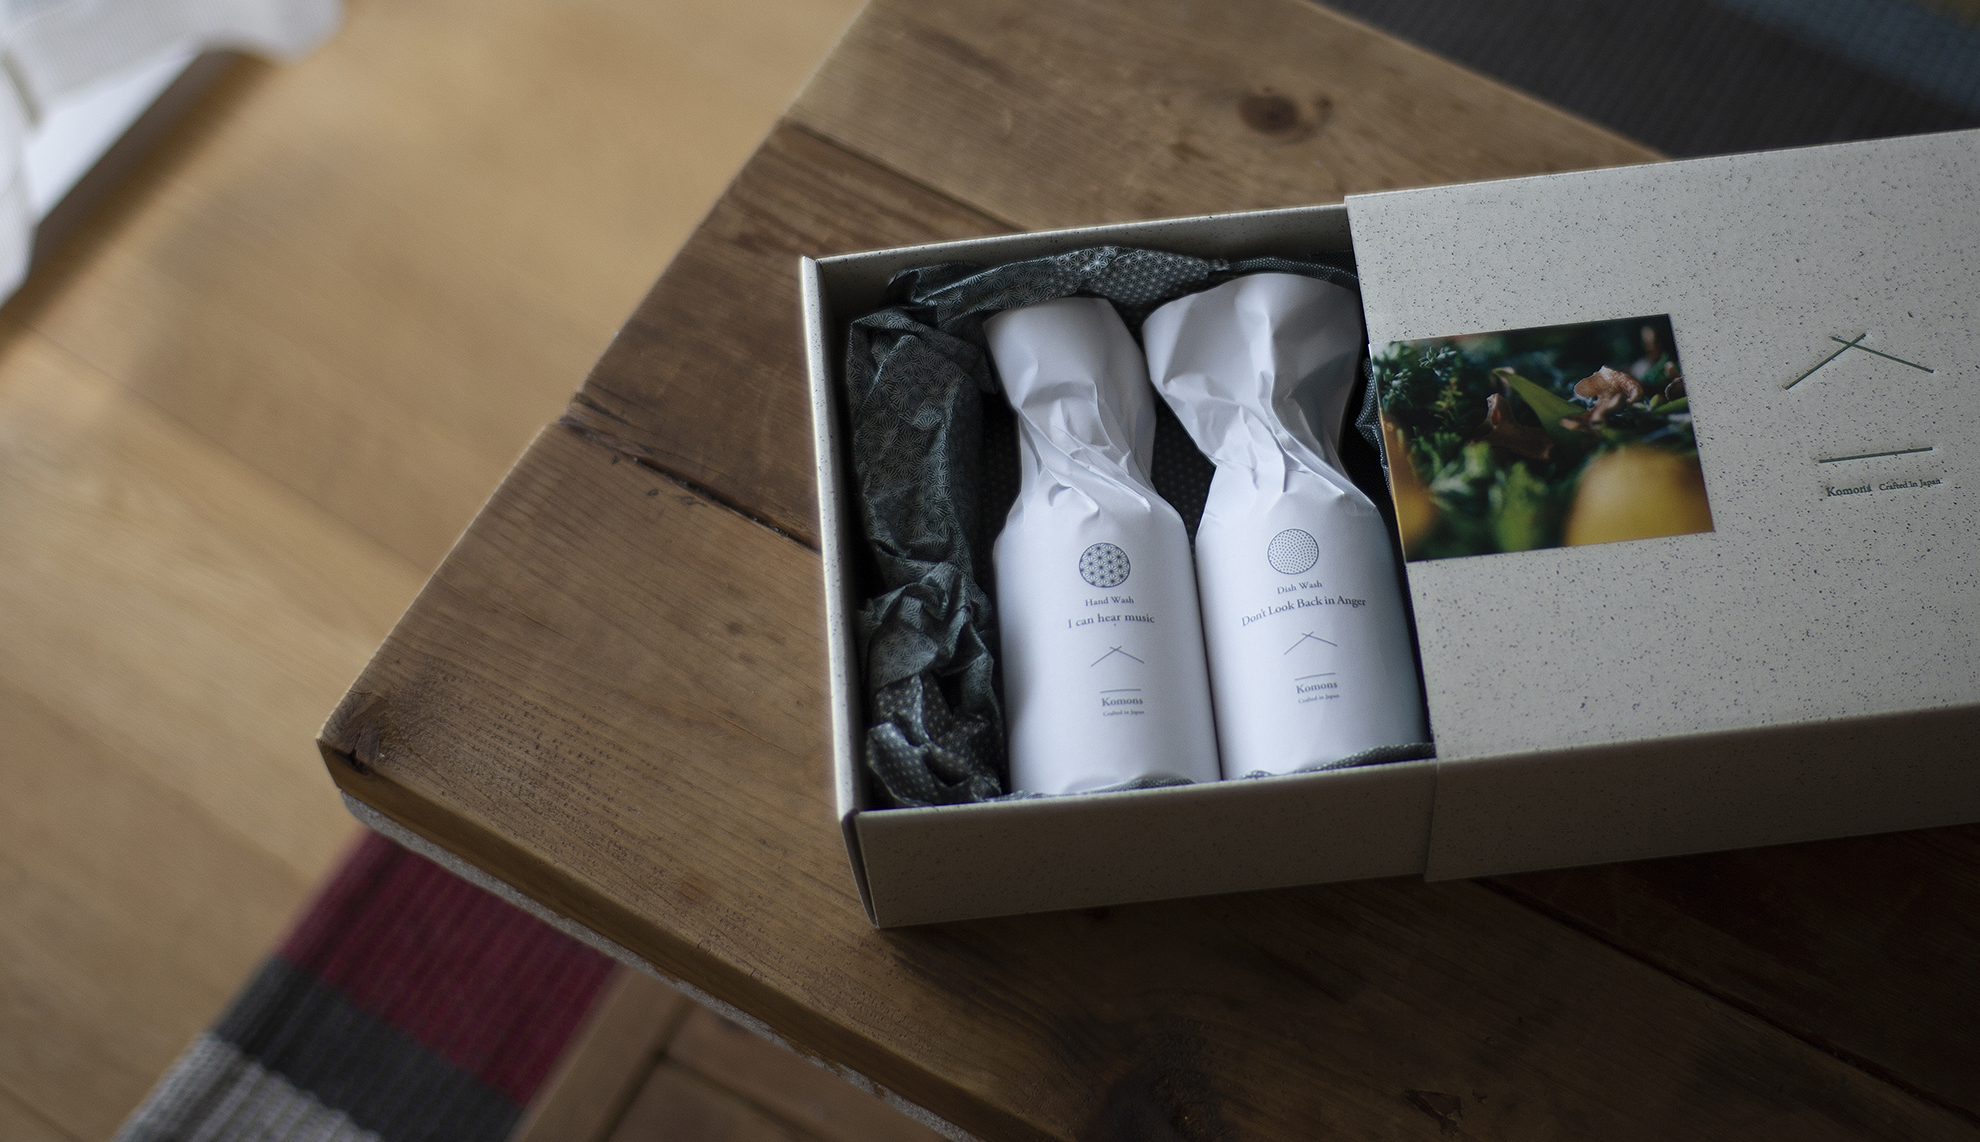 Hand Wash
I can hear music
Komons
Crafted in Japan
Dish Wash
Don't Look Back in Anger
Komons
Crafted in Japan
Komons Crafted in Japan